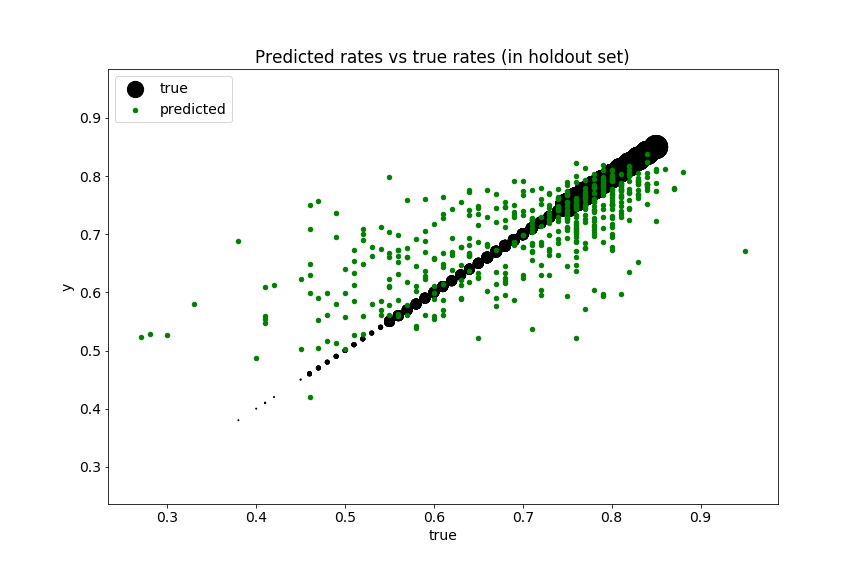 Predicted rates vs true rates (in holdout set)
true
predicted
0.9
0.8
0.7
0.6
0.5
0.4
0.3
y
0.3 0.4 0.5 0.6 0.7 0.8 0.9
true